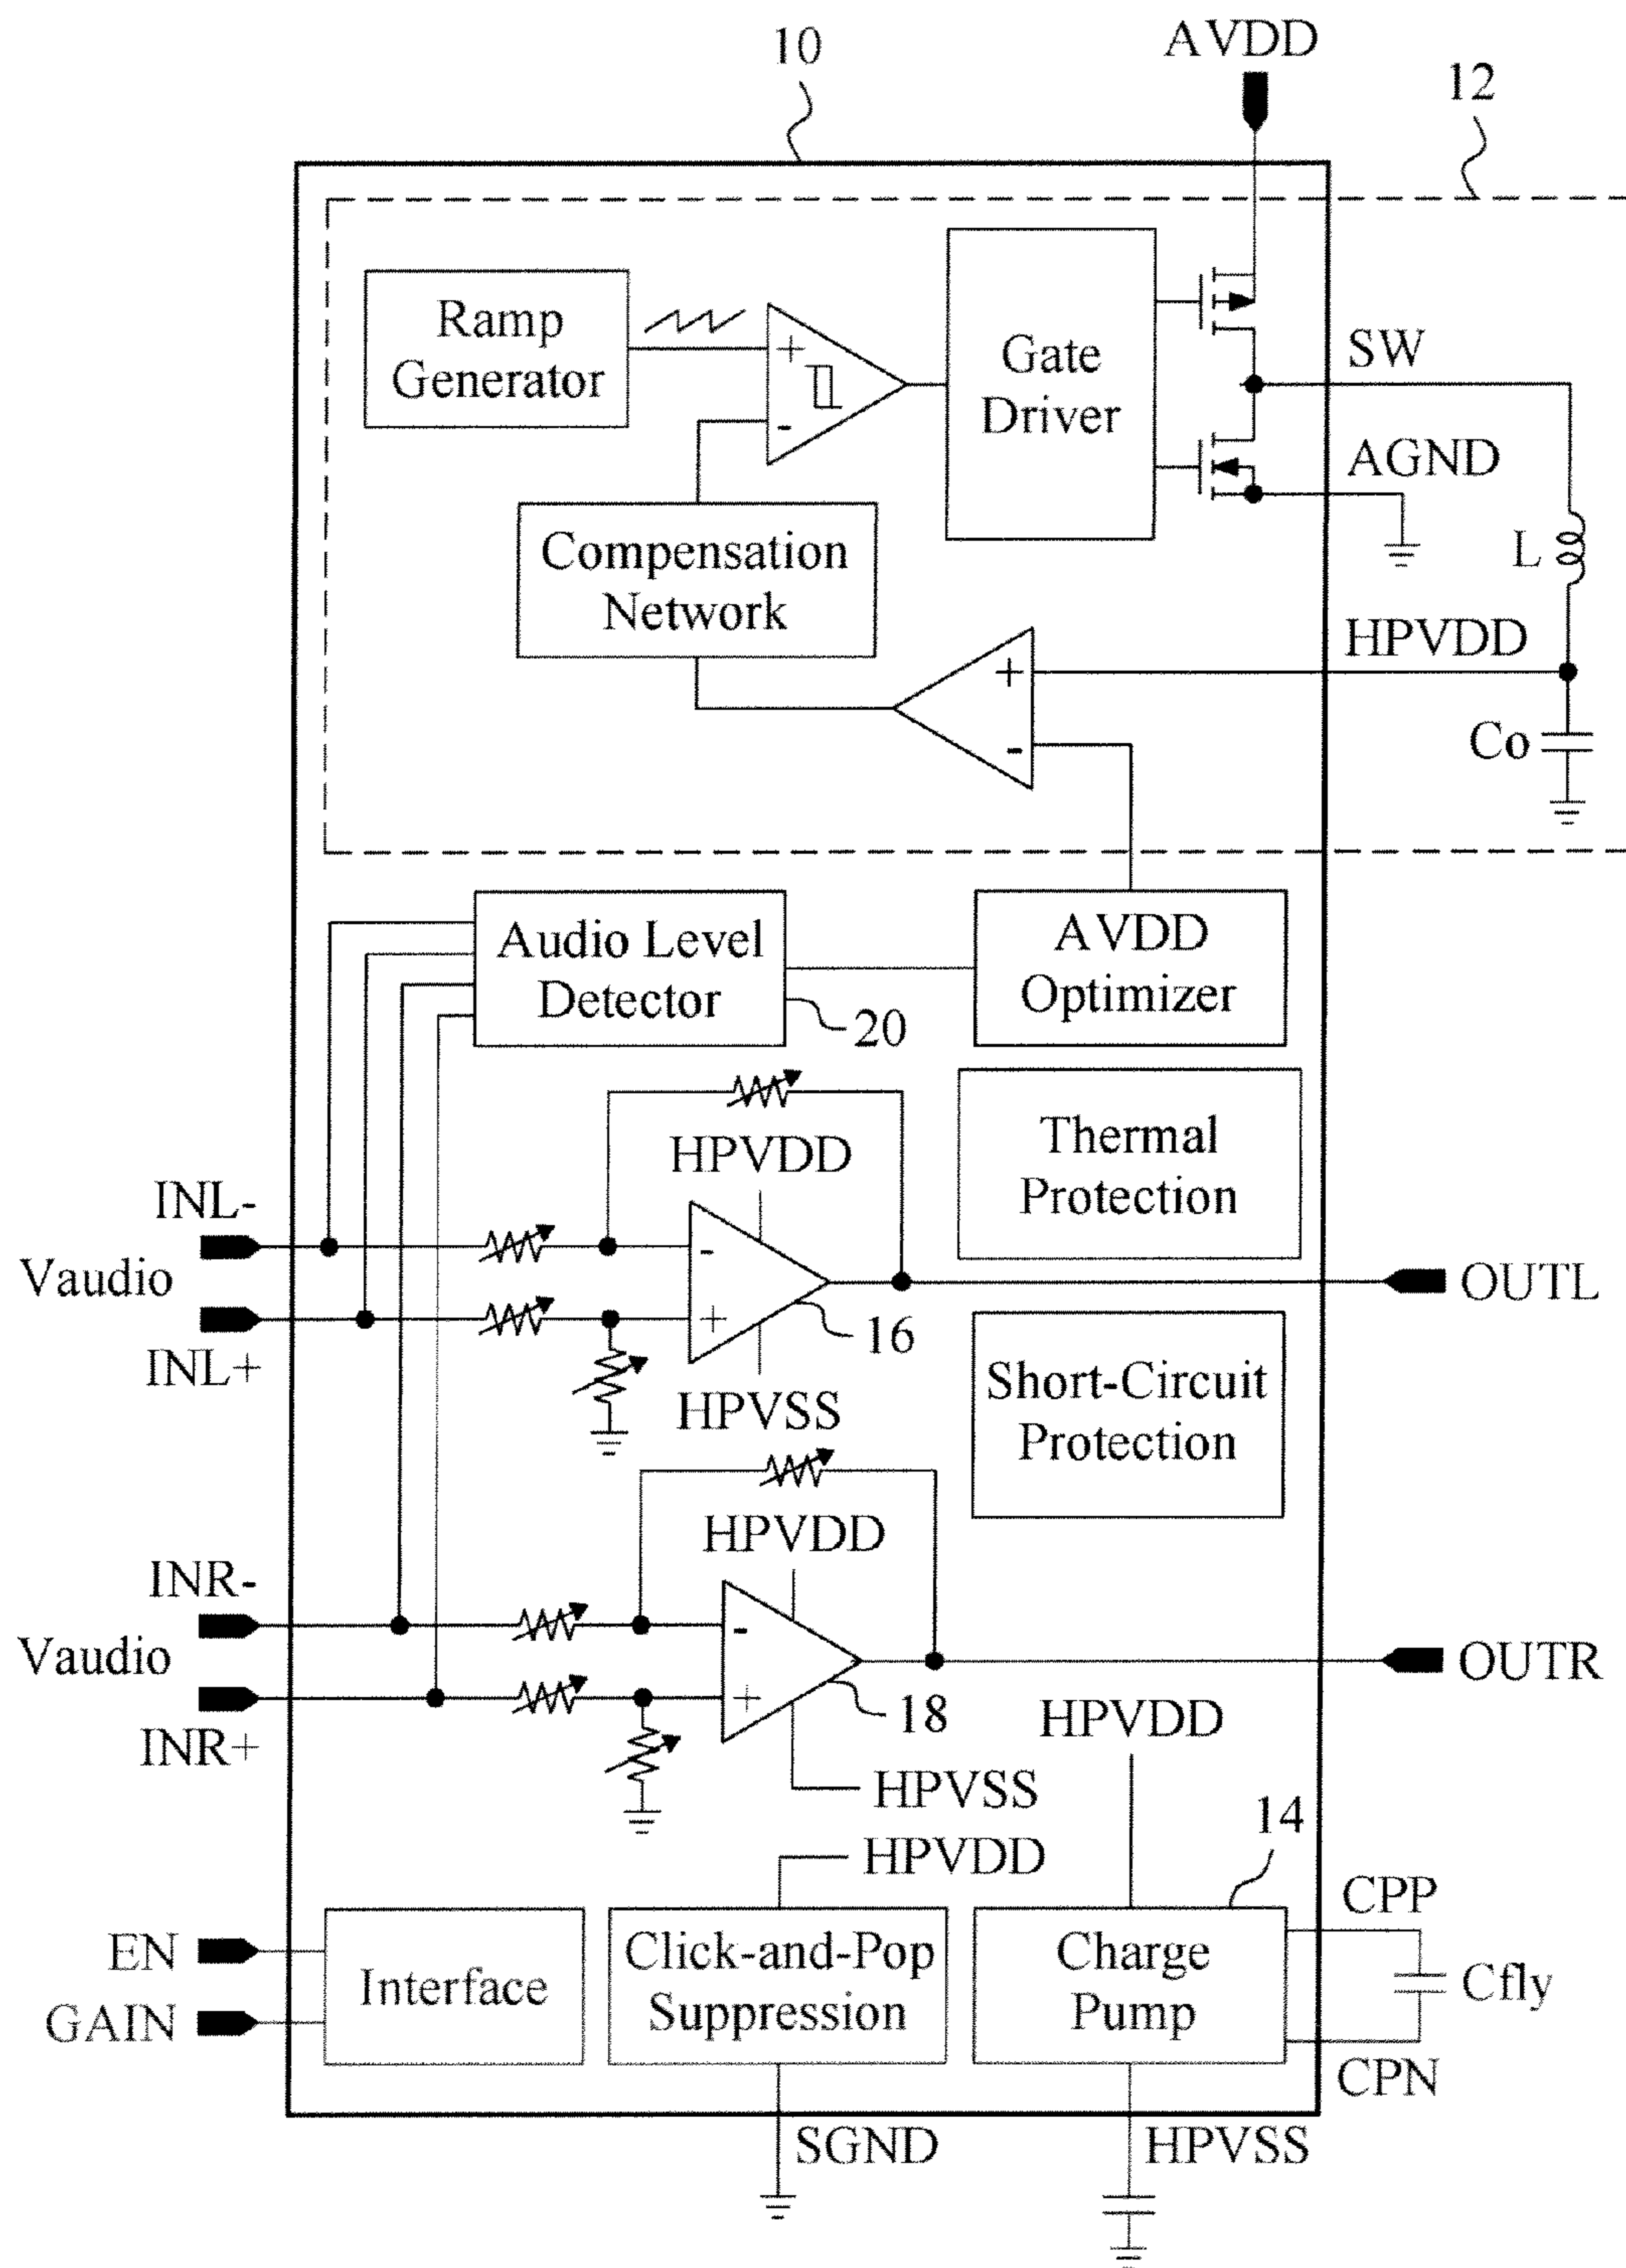 10
AVDD
12
Ramp
Generator
+
-
Gate
Driver
SW
AGND
Compensation
Network
L
HPVDD
+
-
Co
Audio Level
Detector
20
AVDD
Optimizer
HPVDD
Thermal
Protection
INL-
Vaudio
INL+
-
+
16
OUTL
HPVSS
Short-Circuit
Protection
HPVDD
INR-
Vaudio
INR+
-
+
18
OUTR
HPVDD
HPVSS
HPVDD
14
CPP
EN
GAIN
Interface
Click-and-Pop
Suppression
Charge
Pump
Cfly
CPN
SGND
HPVSS